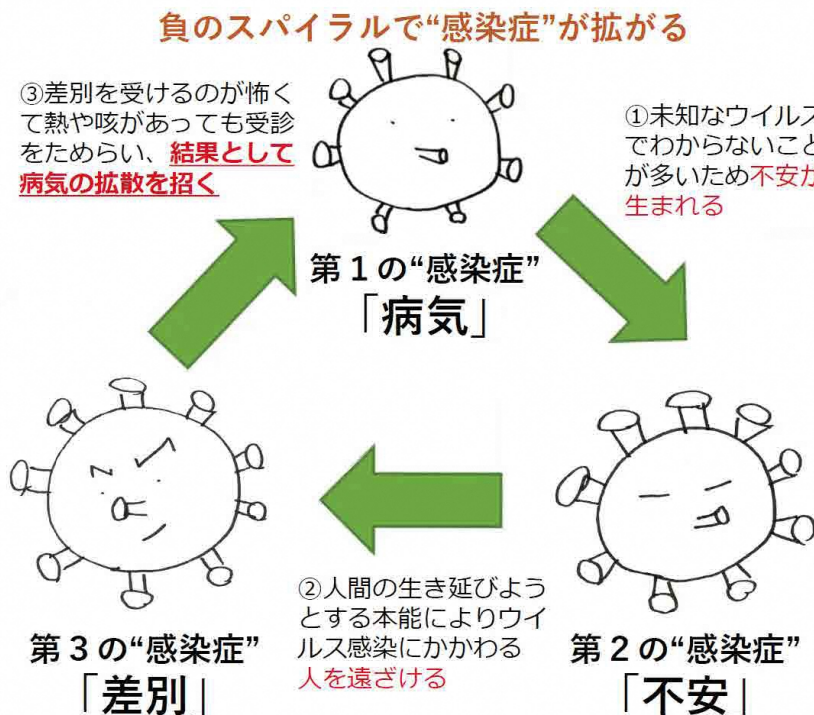 負のスパイラルで“感染症”が拡がる
③差別を受けるのが怖く
て熱や咳があっても受診
をためらい、結果として
病気の拡散を招く
①未知なウイルス
でわからないこと
が多いため不安が
生まれる
第1の“感染症”
「病気」
②人間の生き延びよう
とする本能によりウイ
ルス感染にかかわる
人を遠ざける
第3の“感染症”
「差別」
第2の“感染症”
「不安」